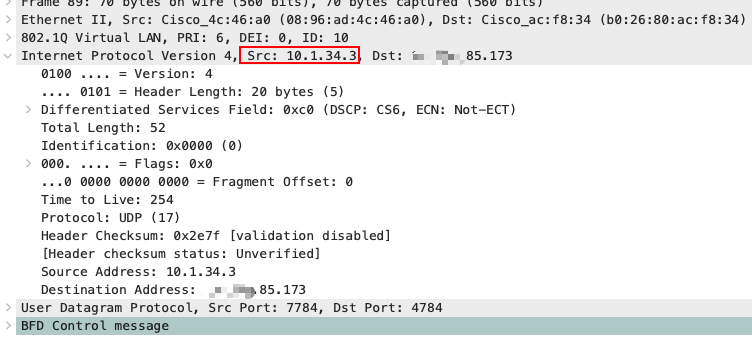 Frame 89: 70 bytes on wire (560 bits), 70 bytes captured (560 bits)
Ethernet II, Src: Cisco_4c:46:a0 (08:96:ad:4c:46:a0), Dst: Cisco_ac:f8:34 (b0:26:80:ac:f8:34)
802.1Q Virtual LAN, PRI: 6, DEI: 0, ID: 10
Internet Protocol Version 4, Src: 10.1.34.3, Dst: .85.173
0100 .... = Version: 4
.... 0101 = Header Length: 20 bytes (5)
Differentiated Services Field: 0xc0 (DSCP: CS6, ECN: Not-ECT)
Total Length: 52
Identification: 0x0000 (0)
000. .... = Flags: 0x0
...0 0000 0000 0000 = Fragment Offset: 0
Time to Live: 254
Protocol: UDP (17)
Header Checksum: 0x2e7f [validation disabled]
[Header checksum status: Unverified]
Source Address: 10.1.34.3
Destination Address: .85.173
User Datagram Protocol, Src Port: 7784, Dst Port: 4784
BFD Control message